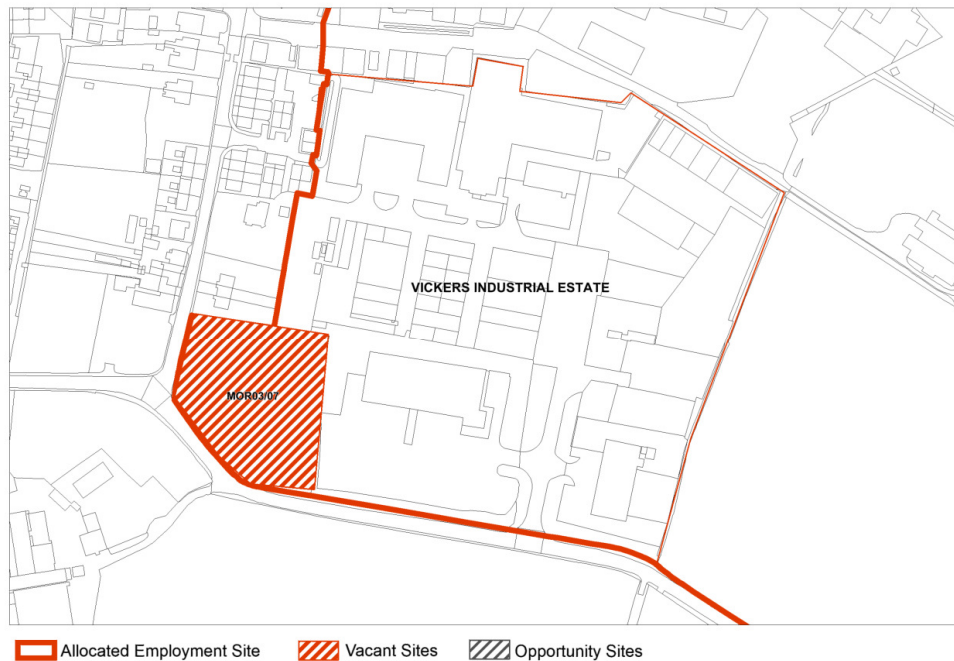 VICKERS INDUSTRIAL ESTATE
MOR03/07
Allocated Employment Site
Vacant Sites
Opportunity Sites